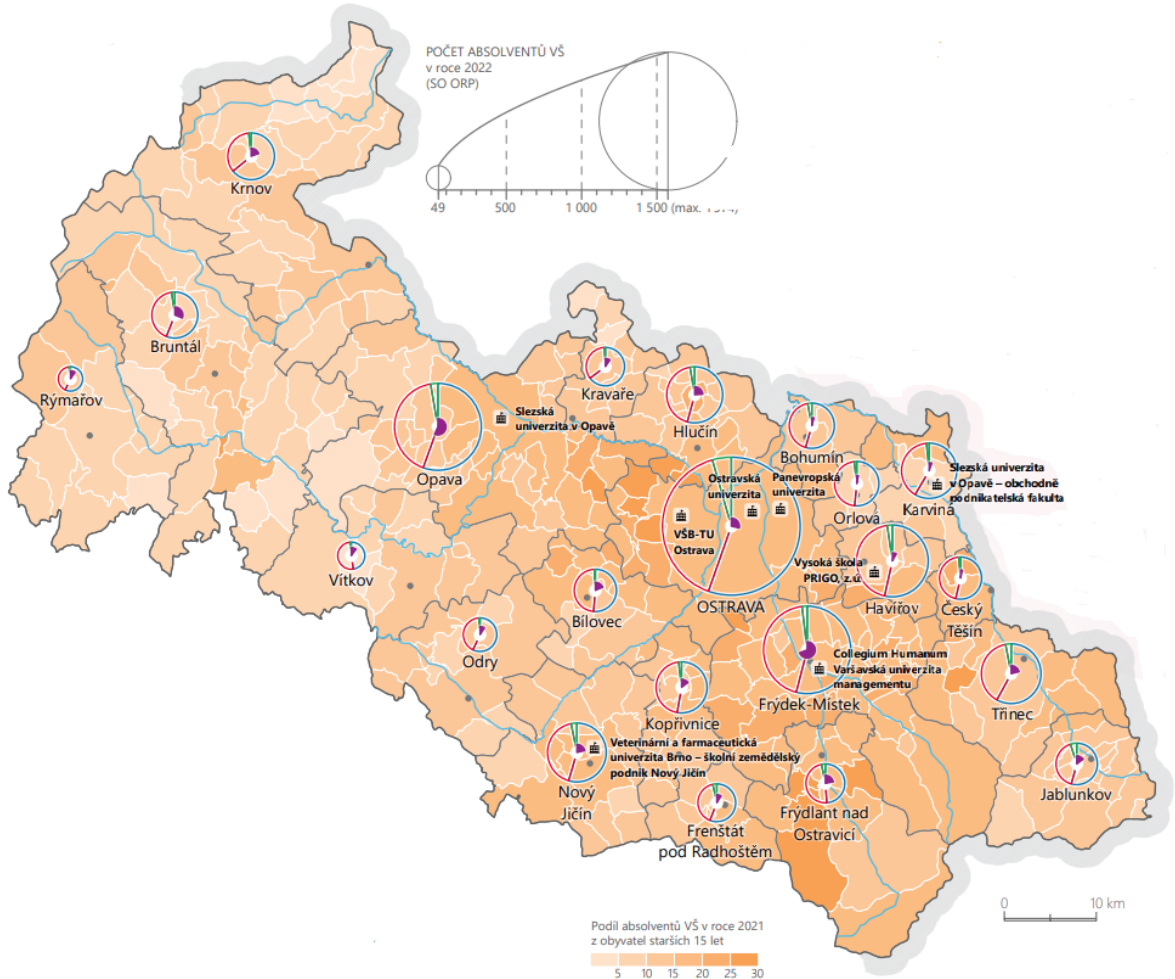 POČET ABSOLVENTŮ VŠ
v roce 2022
(SO ORP)
49
500
1 000
1 500
(max.
Krnov
Bruntál
Rýmařov
Kravaře
Hlučín
Opava
Slezská
univerzita v Opavě
Bohumín
Ostravská
univerzita
Panevropská
univerzita
Slezská univerzita
v Opavě – obchodně
podnikatelská fakulta
Karviná
Orlová
VŠB-TU
Ostrava
Vysoká škola
PRIGO, z.ú.
OSTRAVA
Havířov
Český
Těšín
Vítkov
Bílovec
Odry
Collegium Humanum
Varšavská univerzita
managementu
Frýdek-Místek
Třinec
Kopřivnice
Veterinární a farmaceutická
univerzita Brno – školní zemědělský
podnik Nový Jičín
Nový
Jičín
Jablunkov
Frýdlant nad
Ostravicí
Frenštát
pod Radhoštěm
0
10 km
Podíl absolventů VŠ v roce 2021
z obyvatel starších 15 let
5 10 15 20 25 30